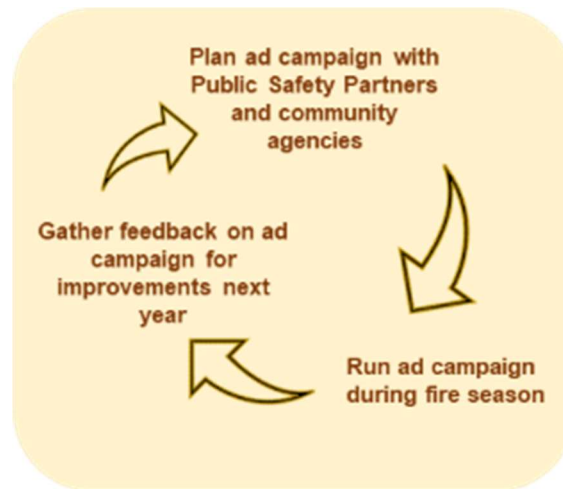 Plan ad campaign with
Public Safety Partners
and community
agencies
Run ad campaign
during fire season
Gather feedback on ad
campaign for
improvements next
year